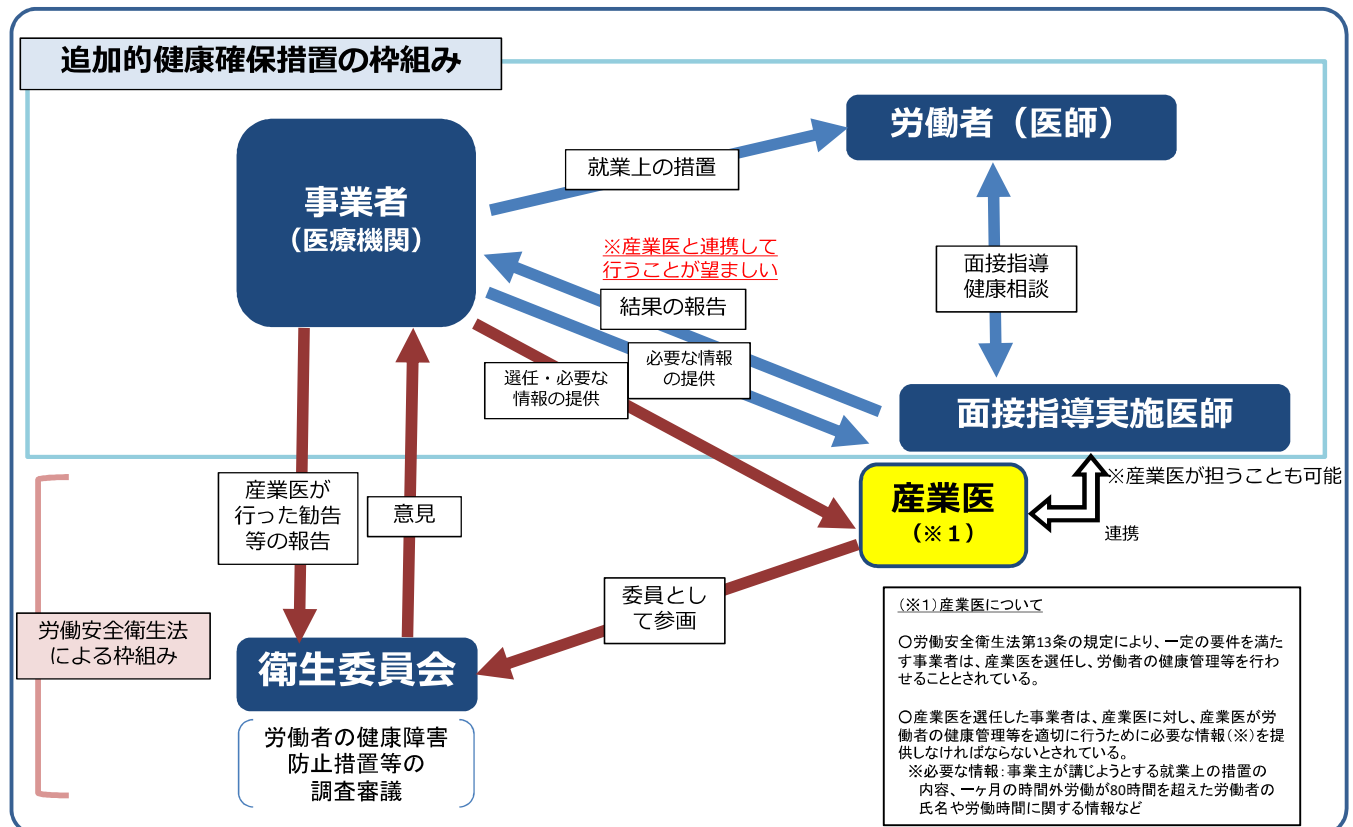 追加的健康確保措置の枠組み
労働者（医師）
就業上の措置
事業者
（医療機関）
※産業医と連携して
行うことが望ましい
面接指導
健康相談
結果の報告
必要な情報
の提供
選任・必要な
情報の提供
面接指導実施医師
※産業医が担うことも可能
産業医
（※１）
連携
産業医が
行った勧告
等の報告
意見
委員とし
て参画
労働安全衛生法
による枠組み
衛生委員会
労働者の健康障害
防止措置等の
調査審議
（※１）産業医について
○労働安全衛生法第13条の規定により、一定の要件を満た
す事業者は、産業医を選任し、労働者の健康管理等を行わ
せることとされている。
○産業医を選任した事業者は、産業医に対し、産業医が労
働者の健康管理等を適切に行うために必要な情報（※）を提
供しなければならないとされている。
※必要な情報：事業主が講じようとする就業上の措置の
内容、一ヶ月の時間外労働が80時間を超えた労働者の
氏名や労働時間に関する情報など